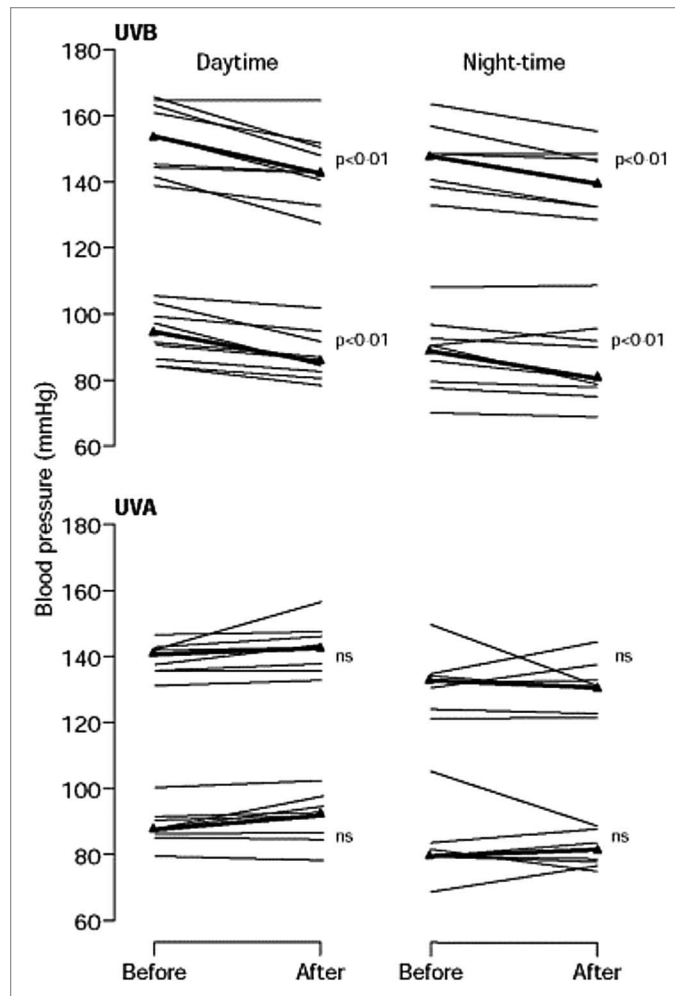 UVB
Daytime Night-time
180
160
140
120
100
80
60
p<0·01 p<0·01
p<0·01 p<0·01
Blood pressure (mmHg)
UVA
180
160
140
120
100
80
60
ns ns
ns ns
Before After Before After